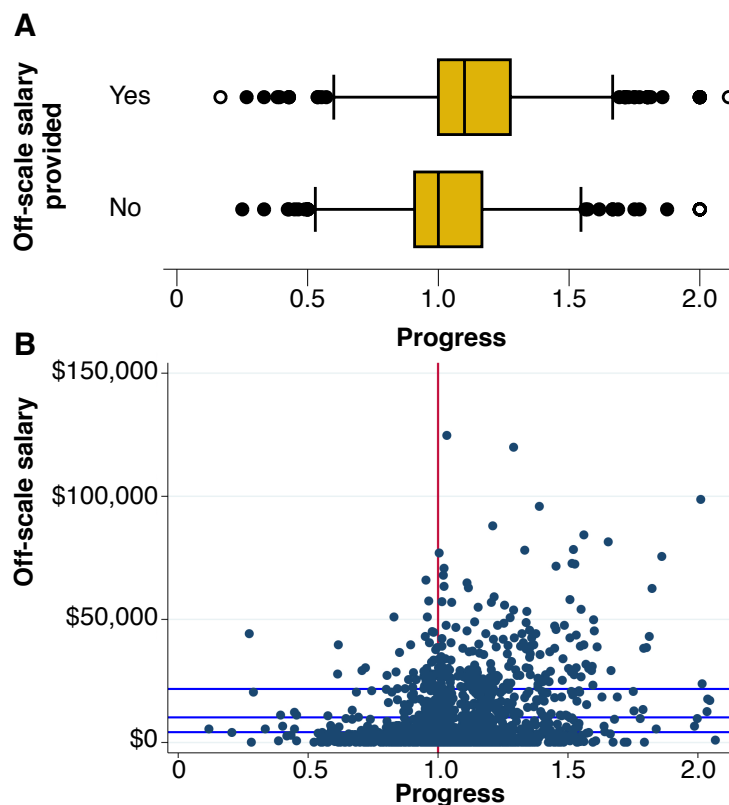 A
Off-scale salary
provided
Yes
No
0 0.5 1.0 1.5 2.0
Progress
B
Off-scale salary
$150,000
$100,000
$50,000
$0
0 0.5 1.0 1.5 2.0
Progress